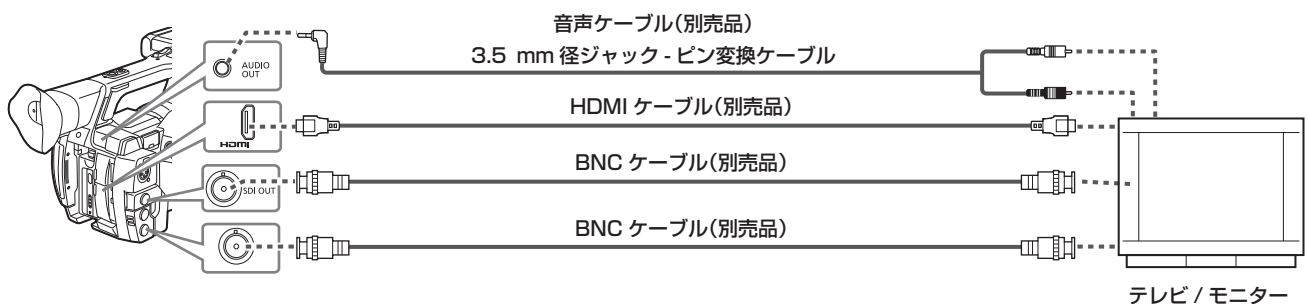 音声ケーブル（別売品）
3.5 mm 径ジャック - ピン変換ケーブル
AUDIO
OUT
HDMI ケーブル（別売品）
HDMI
BNC ケーブル（別売品）
SDI OUT
BNC ケーブル（別売品）
テレビ / モニター